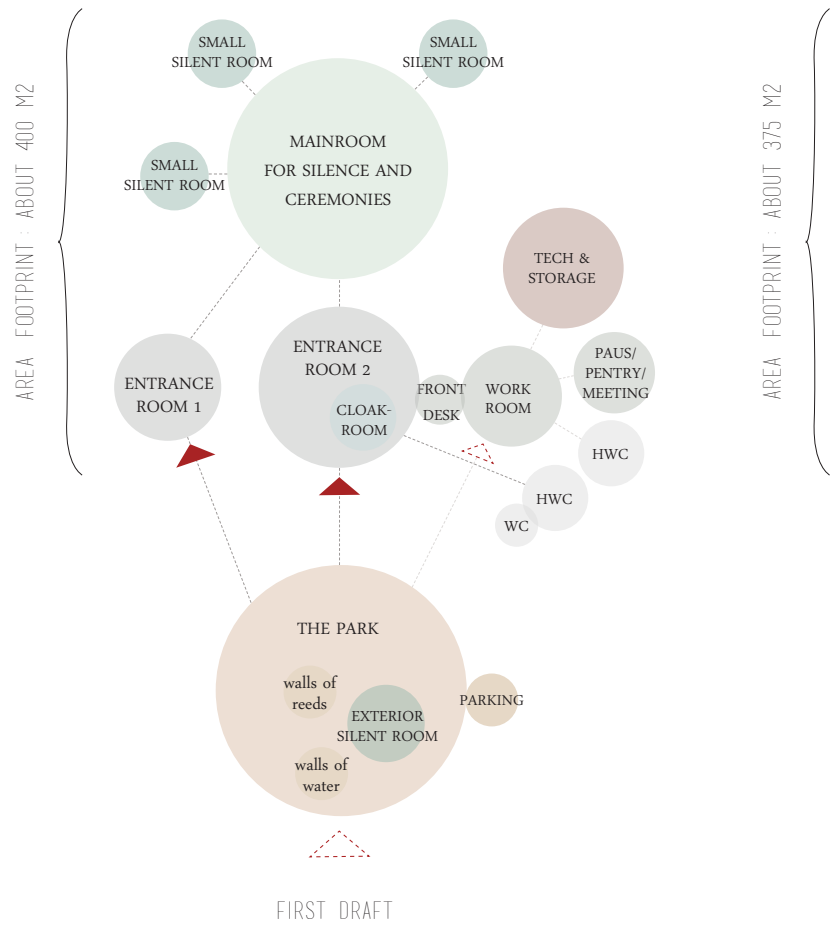 AREA FOOTPRINT : ABOUT 400 M2
SMALL
SILENT ROOM
SMALL
SILENT ROOM
SMALL
SILENT ROOM
MAINROOM
FOR SILENCE AND
CEREMONIES
TECH &
STORAGE
ENTRANCE
ROOM 1
ENTRANCE
ROOM 2
CLOAK-
ROOM
FRONT
DESK
WORK
ROOM
PAUS/
PENTRY/
MEETING
HWC
HWC
WC
THE PARK
walls of
reeds
EXTERIOR
SILENT ROOM
walls of
water
PARKING
FIRST DRAFT
AREA FOOTPRINT : ABOUT 375 M2